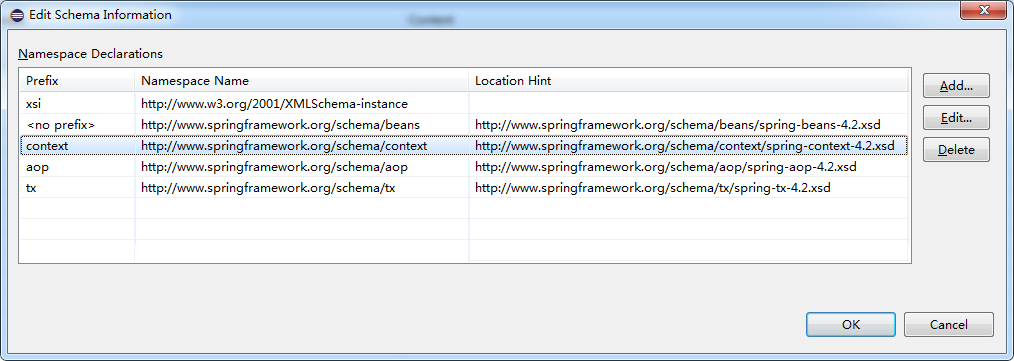 Edit Schema Information
Content
Namespace Declarations
Prefix Namespace Name Location Hint
xsi http://www.w3.org/2001/XMLSchema-instance
<no prefix> http://www.springframework.org/schema/beans http://www.springframework.org/schema/beans/spring-beans-4.2.xsd
context http://www.springframework.org/schema/context http://www.springframework.org/schema/context/spring-context-4.2.xsd
aop http://www.springframework.org/schema/aop http://www.springframework.org/schema/aop/spring-aop-4.2.xsd
tx http://www.springframework.org/schema/tx http://www.springframework.org/schema/tx/spring-tx-4.2.xsd
Add...
Edit...
Delete
OK Cancel